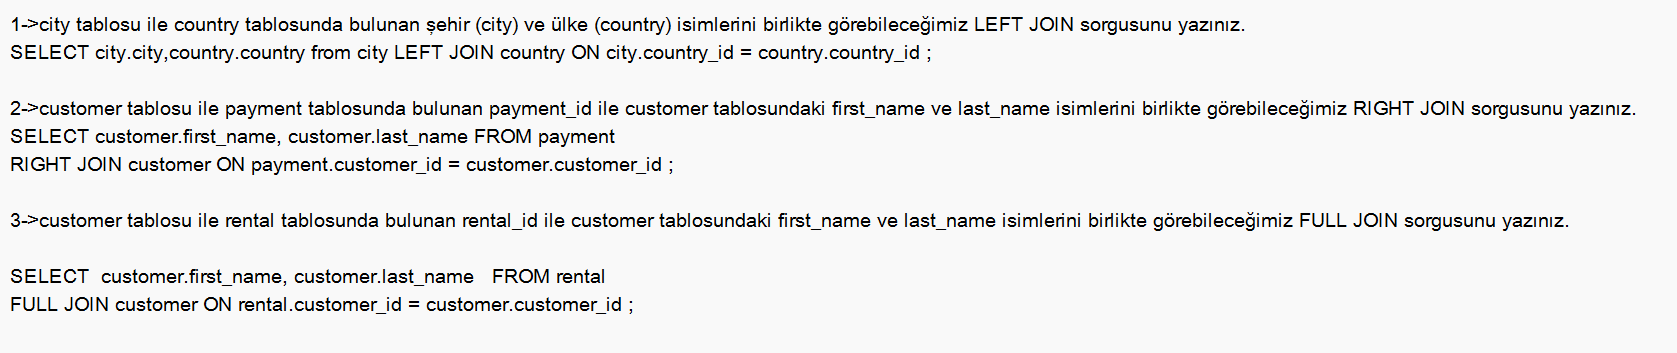 1->city tablosu ile country tablosunda bulunan şehir (city) ve ülke (country) isimlerini birlikte görebileceğimiz LEFT JOIN sorgusunu yazınız.
SELECT city.city,country.country from city LEFT JOIN country ON city.country_id = country.country_id ;
2->customer tablosu ile payment tablosunda bulunan payment_id ile customer tablosundaki first_name ve last_name isimlerini birlikte görebileceğimiz RIGHT JOIN sorgusunu yazınız.
SELECT customer.first_name, customer.last_name FROM payment
RIGHT JOIN customer ON payment.customer_id = customer.customer_id ;
3->customer tablosu ile rental tablosunda bulunan rental_id ile customer tablosundaki first_name ve last_name isimlerini birlikte görebileceğimiz FULL JOIN sorgusunu yazınız.
SELECT  customer.first_name, customer.last_name   FROM rental
FULL JOIN customer ON rental.customer_id = customer.customer_id ;